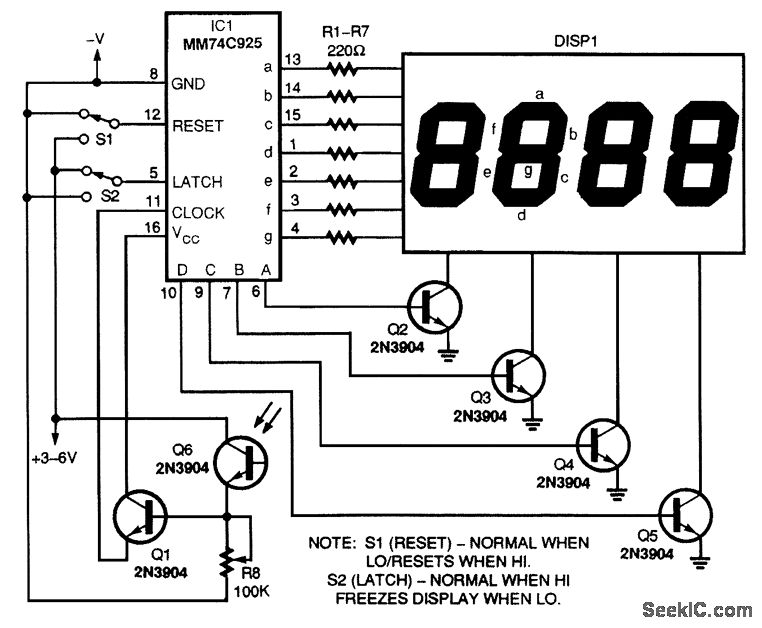 IC1
MM74C925
-V
8 GND
12 RESET
S1
5 LATCH
S2
11 CLOCK
16 VCC
a 13
b 14
c 15
d 1
e 2
f 3
g 4
R1-R7
220Ω
DISP1
a
f
b
g
e
c
d
D C B A
10 9 7 6
Q2
2N3904
Q3
2N3904
Q4
2N3904
Q5
2N3904
+3-6V
Q6
2N3904
Q1
2N3904
R8
100K
NOTE: S1 (RESET) – NORMAL WHEN
LO/RESETS WHEN HI.
S2 (LATCH) – NORMAL WHEN HI
FREEZES DISPLAY WHEN LO.
SeekIC.com